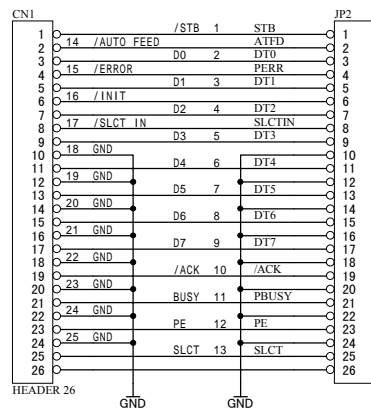 CN1 JP2
1 /STB 1 STB 1
2 14 /AUTO FEED ATFD 2
3 D0 2 DT0 3
4 15 /ERROR PERR 4
5 D1 3 DT1 5
6 16 /INIT 6
7 D2 4 DT2 7
8 17 /SLCT IN SLCTIN 8
9 D3 5 DT3 9
10 18 GND 10
11 D4 6 DT4 11
12 19 GND 12
13 D5 7 DT5 13
14 20 GND 14
15 D6 8 DT6 15
16 21 GND 16
17 D7 9 DT7 17
18 22 GND 18
19 /ACK 10 /ACK 19
20 23 GND 20
21 BUSY 11 PBUSY 21
22 24 GND 22
23 PE 12 PE 23
24 25 GND 24
25 SLCT 13 SLCT 25
26 26
HEADER 26
GND GND